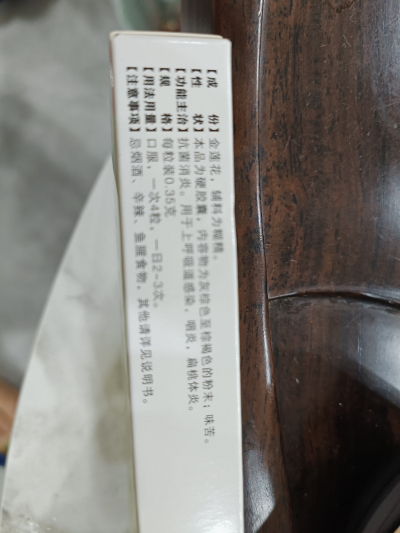 【成　　份】金莲花，辅料为糊精。
【性　　状】本品为硬胶囊，内容物为灰棕色至棕褐色的粉末；味苦。
【功能主治】抗菌消炎。用于上呼吸道感染，咽炎，扁桃体炎。
【规　　格】每粒装0.35克
【用法用量】口服，一次4粒，一日2-3次。
【注意事项】忌烟酒、辛辣、鱼腥食物，其他请详见说明书。